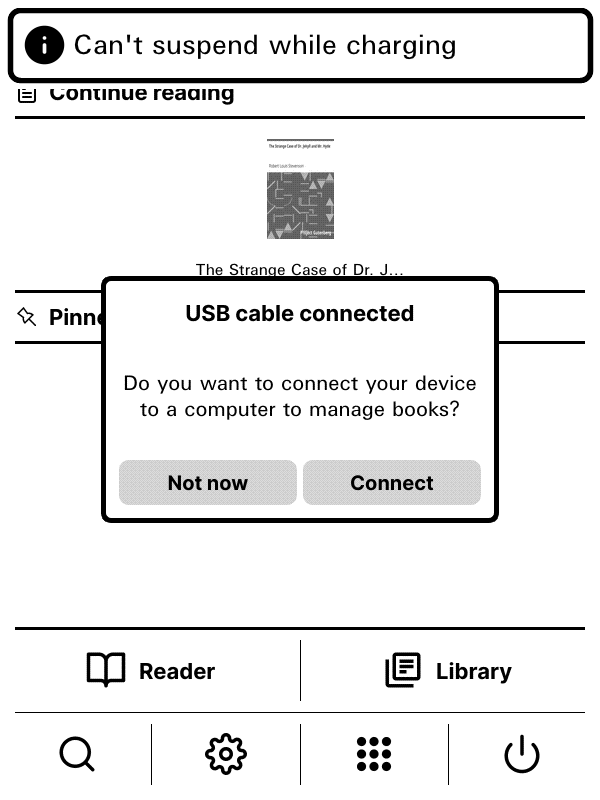 Can't suspend while charging
Continue reading
The Strange Case of Dr. Jekyll and Mr. Hyde
Robert Louis Stevenson
Project Gutenberg
The Strange Case of Dr. J...
Pinne
USB cable connected
Do you want to connect your device
to a computer to manage books?
Not now
Connect
Reader
Library